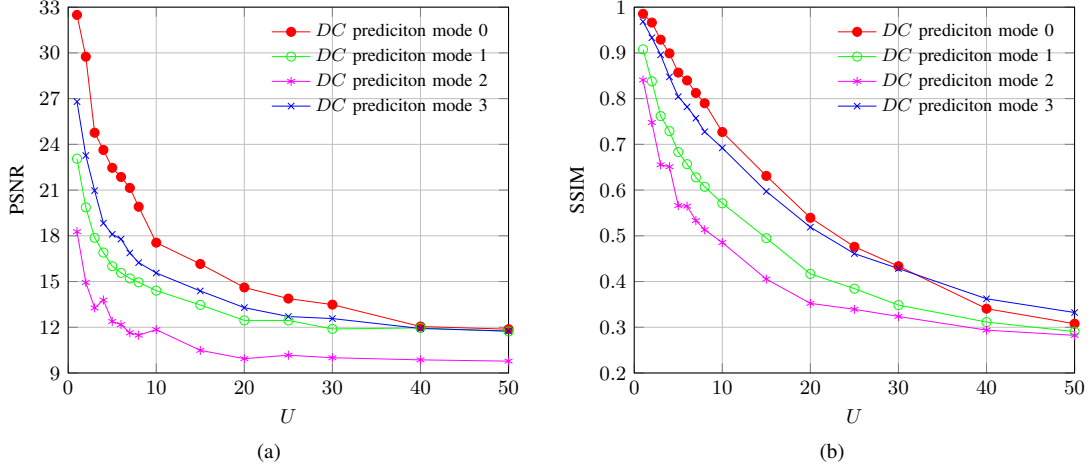 33
30
27
24
21
18
15
12
9
0
10
20
30
40
50
PSNR
U
DC prediciton mode 0
DC prediciton mode 1
DC prediciton mode 2
DC prediciton mode 3
(a)
1
0.9
0.8
0.7
0.6
0.5
0.4
0.3
0.2
0
10
20
30
40
50
SSIM
U
DC prediciton mode 0
DC prediciton mode 1
DC prediciton mode 2
DC prediciton mode 3
(b)